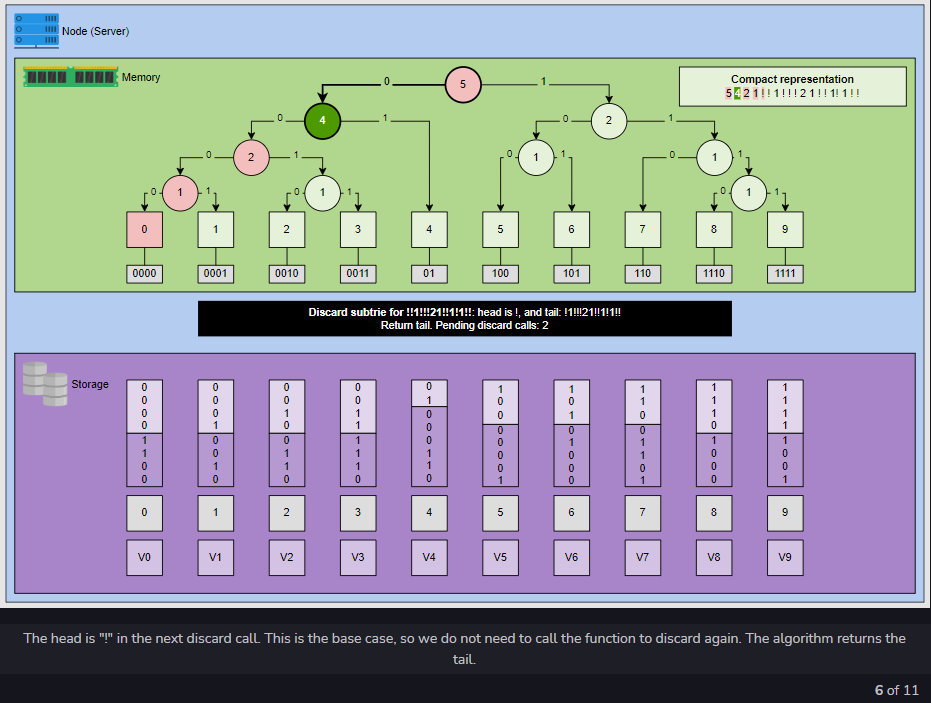 Node (Server)
Memory
Compact representation
5 4 2 1 ! ! 1 ! ! ! 2 1 ! ! 1 ! 1 ! !
0
5
1
0
4
1
0
2
1
0
2
1
0
1
0
1
0
1
0
1
1
0
1
1
0
1
0
1
0
1
1
0
1
2
3
4
5
6
7
8
9
0000
0001
0010
0011
01
100
101
110
1110
1111
Discard subtrie for !!1!!!21!!1!1!!: head is !, and tail: !1!!!21!!1!1!!
Return tail. Pending discard calls: 2
Storage
0 0 0 0 0 1 1 1 1 1
0 0 0 0 1 0 0 1 1 1
0 0 1 1 0 0 1 0 1 1
0 1 0 1 0 0 0 0 0 1
1 0 0 1 0 0 1 1 1 1
1 0 1 1 1 0 0 1 0 0
0 1 1 1 1 0 0 0 0 0
0 0 0 0 0 1 0 1 0 1
0
1
2
3
4
5
6
7
8
9
V0
V1
V2
V3
V4
V5
V6
V7
V8
V9
The head is "!" in the next discard call. This is the base case, so we do not need to call the function to discard again. The algorithm returns the
tail.
6 of 11